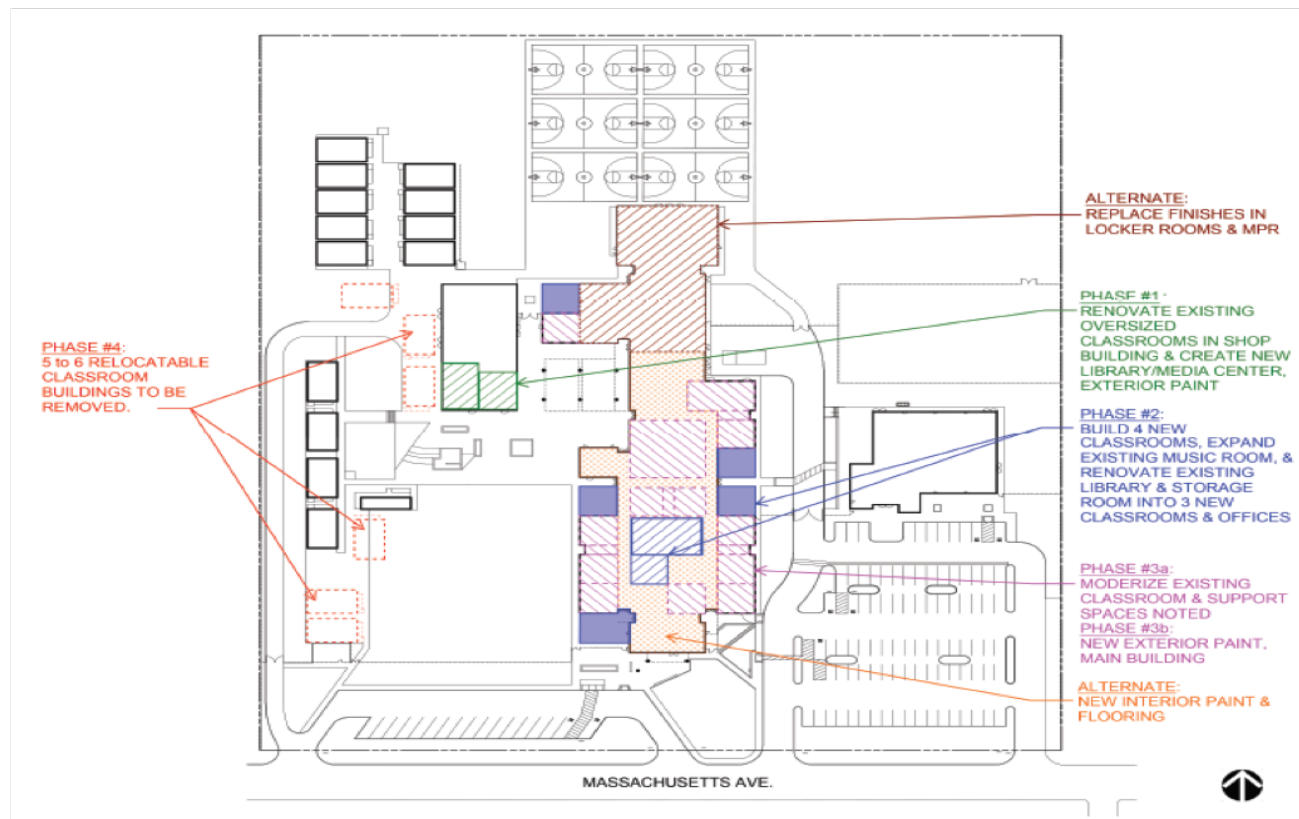 ALTERNATE:
REPLACE FINISHES IN
LOCKER ROOMS & MPR
PHASE #1:
RENOVATE EXISTING
OVERSIZED
CLASSROOMS IN SHOP
BUILDING & CREATE NEW
LIBRARY/MEDIA CENTER,
EXTERIOR PAINT
PHASE #4:
5 to 6 RELOCATABLE
CLASSROOM
BUILDINGS TO BE
REMOVED.
PHASE #2:
BUILD 4 NEW
CLASSROOMS, EXPAND
EXISTING MUSIC ROOM, &
RENOVATE EXISTING
LIBRARY & STORAGE
ROOM INTO 3 NEW
CLASSROOMS & OFFICES
PHASE #3a:
MODERIZE EXISTING
CLASSROOM & SUPPORT
SPACES NOTED
PHASE #3b:
NEW EXTERIOR PAINT,
MAIN BUILDING
ALTERNATE:
NEW INTERIOR PAINT &
FLOORING
MASSACHUSETTS AVE.